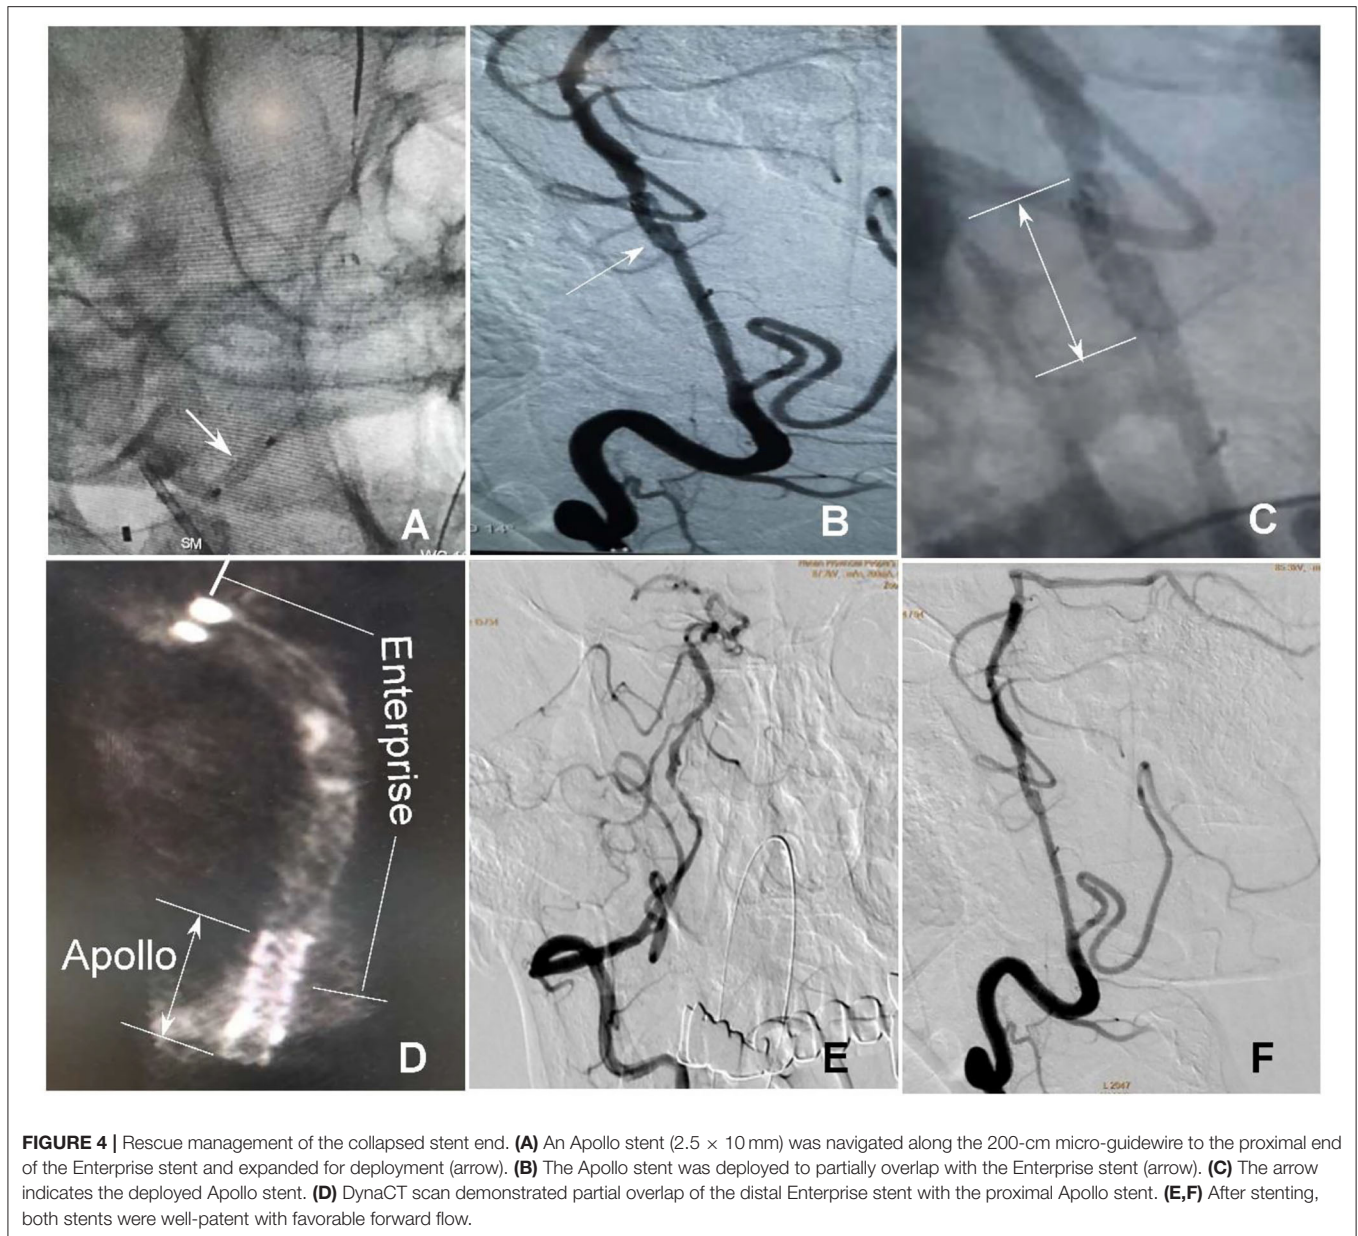 A
SM
B
C
Enterprise
Apollo
D
E
F
L 2047
FIGURE 4 | Rescue management of the collapsed stent end. (A) An Apollo stent (2.5 × 10 mm) was navigated along the 200-cm micro-guidewire to the proximal end
of the Enterprise stent and expanded for deployment (arrow). (B) The Apollo stent was deployed to partially overlap with the Enterprise stent (arrow). (C) The arrow
indicates the deployed Apollo stent. (D) DynaCT scan demonstrated partial overlap of the distal Enterprise stent with the proximal Apollo stent. (E,F) After stenting,
both stents were well-patent with favorable forward flow.